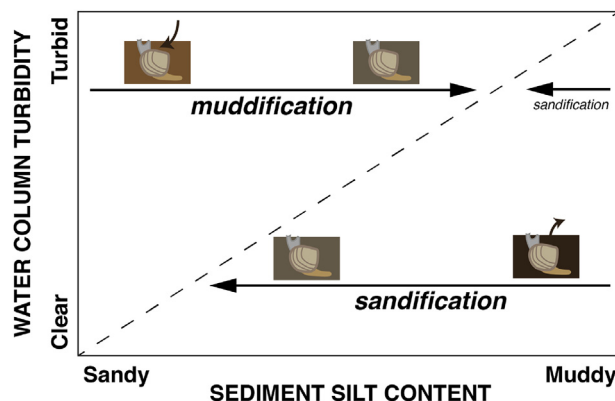 WATER COLUMN TURBIDITY
Turbid
Clear
muddification
sandification
sandification
Sandy
Muddy
SEDIMENT SILT CONTENT